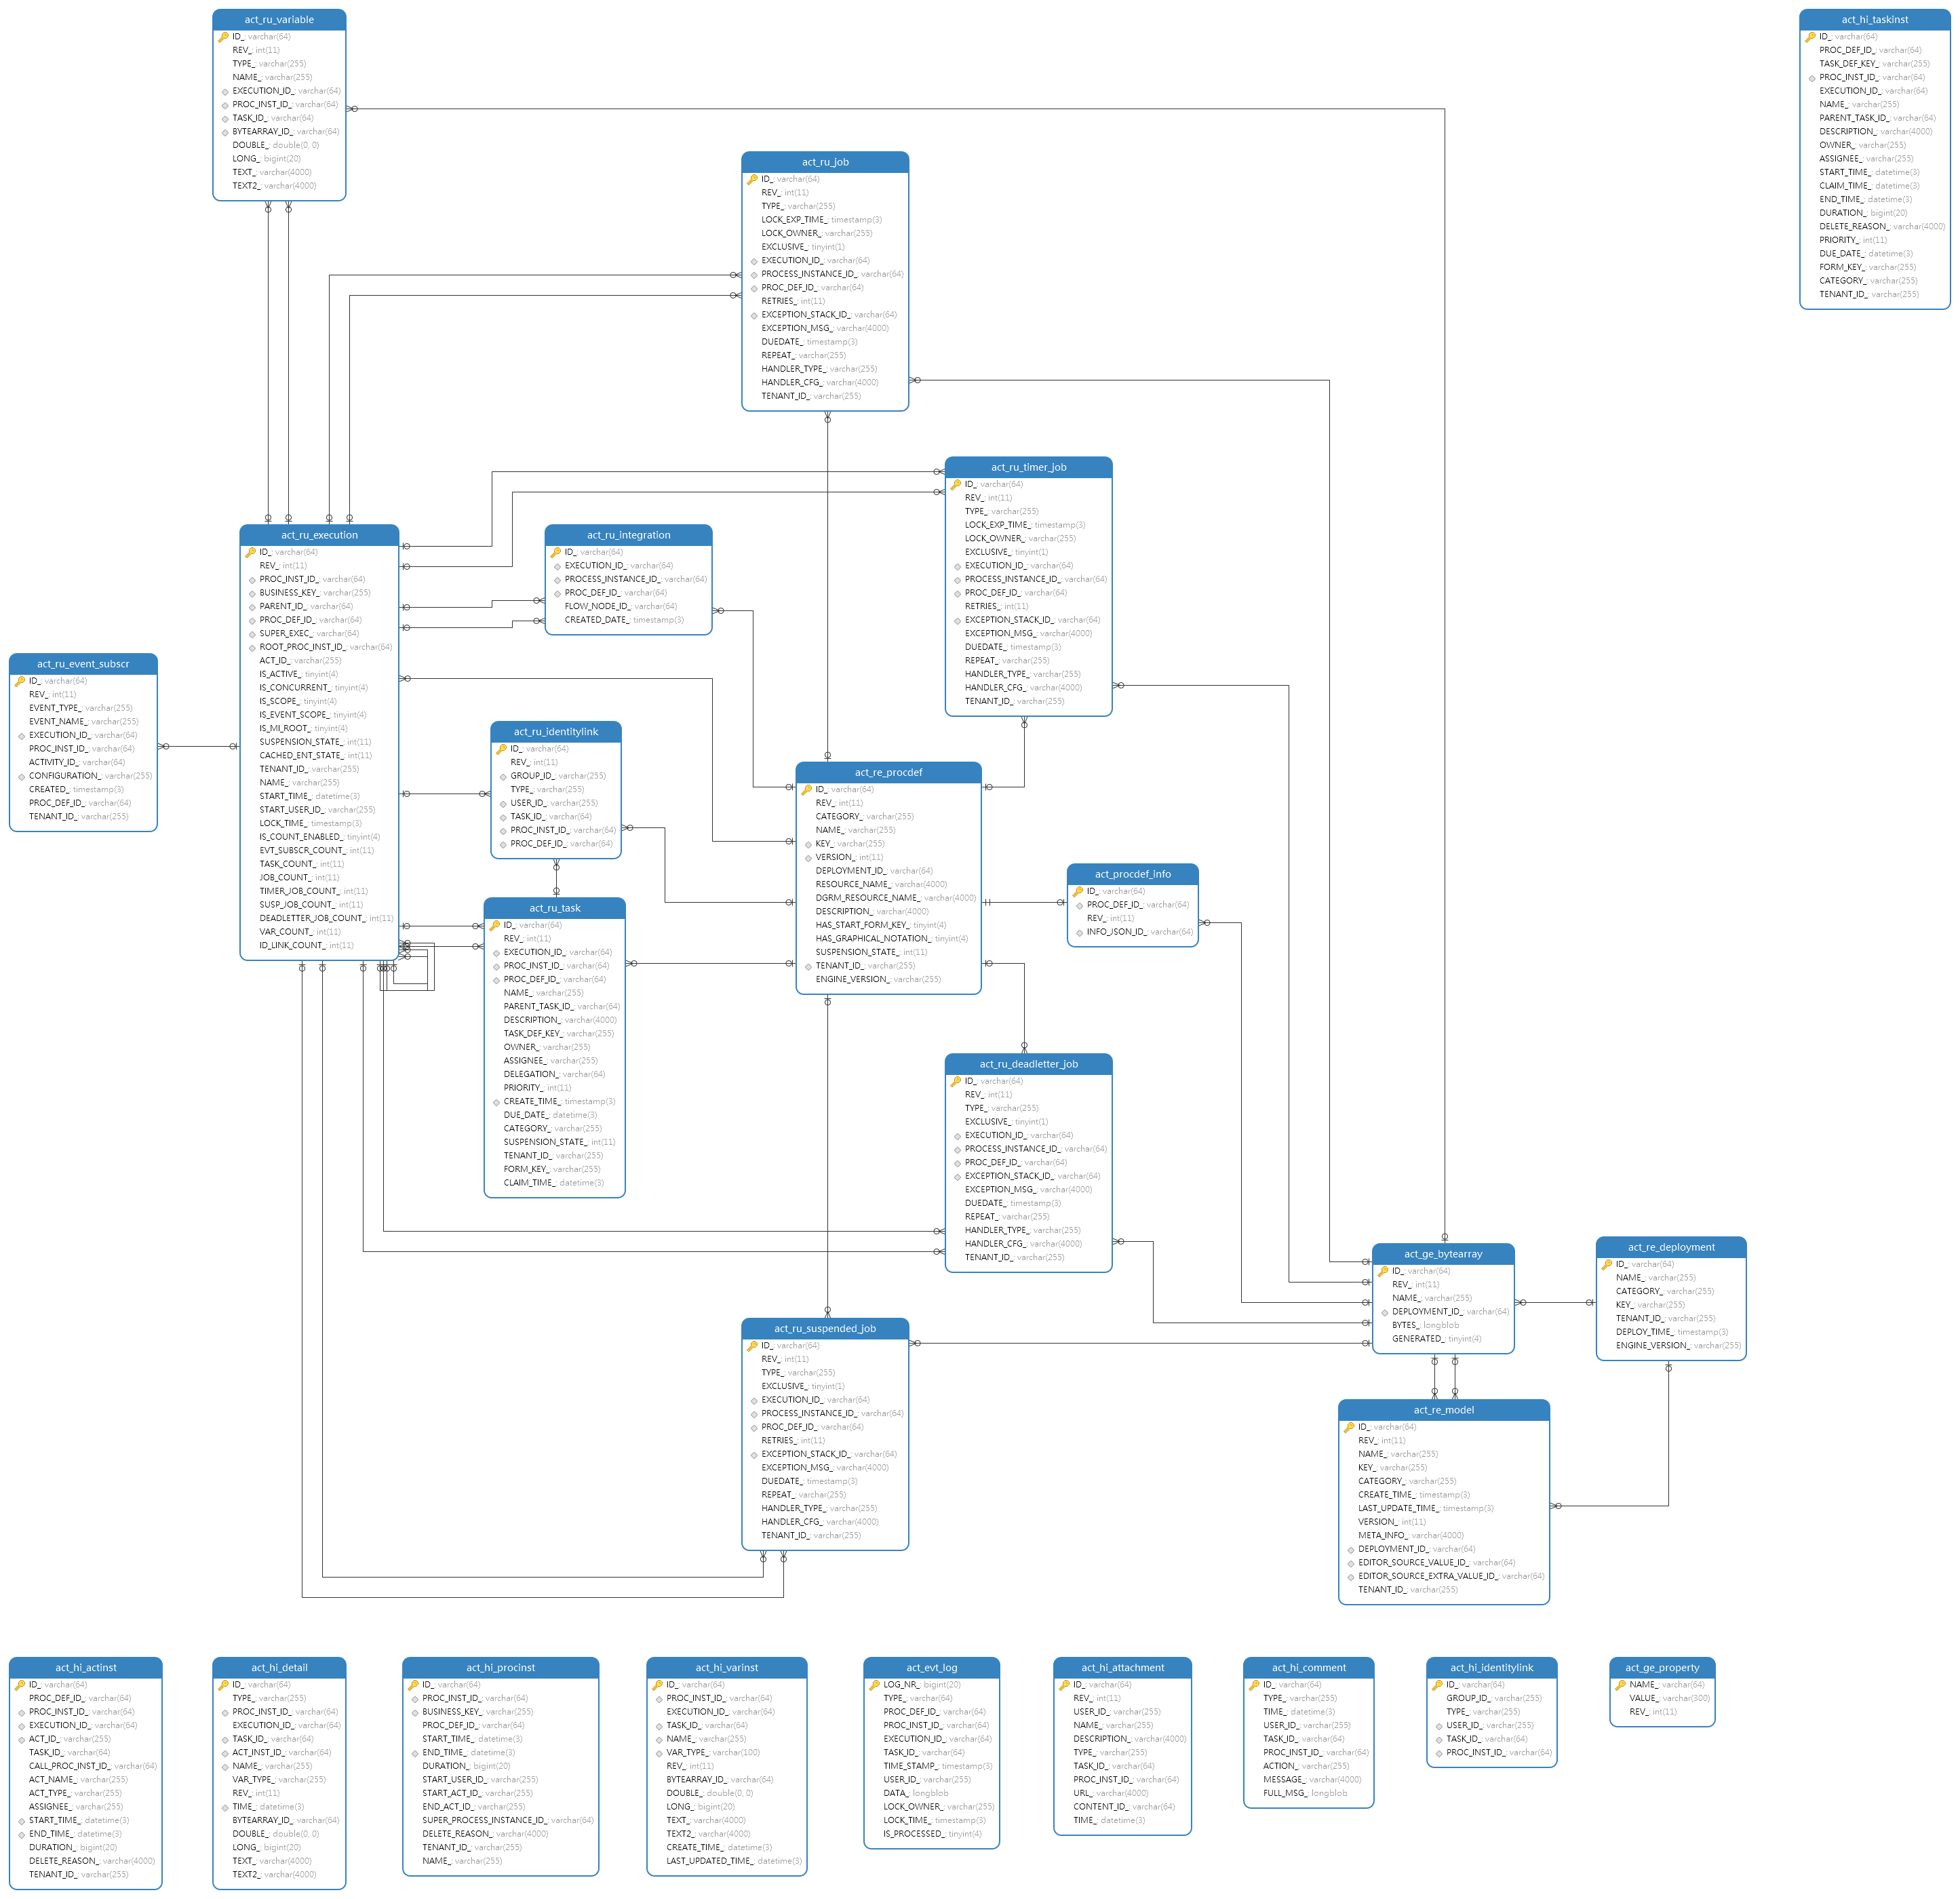 act_ru_variable
ID_: varchar(64)
REV_: int(11)
TYPE_: varchar(255)
NAME_: varchar(255)
EXECUTION_ID_: varchar(64)
PROC_INST_ID_: varchar(64)
TASK_ID_: varchar(64)
BYTEARRAY_ID_: varchar(64)
DOUBLE_: double(0, 0)
LONG_: bigint(20)
TEXT_: varchar(4000)
TEXT2_: varchar(4000)
act_hi_taskinst
ID_: varchar(64)
PROC_DEF_ID_: varchar(64)
TASK_DEF_KEY_: varchar(255)
PROC_INST_ID_: varchar(64)
EXECUTION_ID_: varchar(64)
NAME_: varchar(255)
PARENT_TASK_ID_: varchar(64)
DESCRIPTION_: varchar(4000)
OWNER_: varchar(255)
ASSIGNEE_: varchar(255)
START_TIME_: datetime(3)
CLAIM_TIME_: datetime(3)
END_TIME_: datetime(3)
DURATION_: bigint(20)
DELETE_REASON_: varchar(4000)
PRIORITY_: int(11)
DUE_DATE_: datetime(3)
FORM_KEY_: varchar(255)
CATEGORY_: varchar(255)
TENANT_ID_: varchar(255)
act_ru_job
ID_: varchar(64)
REV_: int(11)
TYPE_: varchar(255)
LOCK_EXP_TIME_: timestamp(3)
LOCK_OWNER_: varchar(255)
EXCLUSIVE_: tinyint(1)
EXECUTION_ID_: varchar(64)
PROCESS_INSTANCE_ID_: varchar(64)
PROC_DEF_ID_: varchar(64)
RETRIES_: int(11)
EXCEPTION_STACK_ID_: varchar(64)
EXCEPTION_MSG_: varchar(4000)
DUEDATE_: timestamp(3)
REPEAT_: varchar(255)
HANDLER_TYPE_: varchar(255)
HANDLER_CFG_: varchar(4000)
TENANT_ID_: varchar(255)
act_ru_timer_job
ID_: varchar(64)
REV_: int(11)
TYPE_: varchar(255)
LOCK_EXP_TIME_: timestamp(3)
LOCK_OWNER_: varchar(255)
EXCLUSIVE_: tinyint(1)
EXECUTION_ID_: varchar(64)
PROCESS_INSTANCE_ID_: varchar(64)
PROC_DEF_ID_: varchar(64)
RETRIES_: int(11)
EXCEPTION_STACK_ID_: varchar(64)
EXCEPTION_MSG_: varchar(4000)
DUEDATE_: timestamp(3)
REPEAT_: varchar(255)
HANDLER_TYPE_: varchar(255)
HANDLER_CFG_: varchar(4000)
TENANT_ID_: varchar(255)
act_ru_execution
ID_: varchar(64)
REV_: int(11)
PROC_INST_ID_: varchar(64)
BUSINESS_KEY_: varchar(255)
PARENT_ID_: varchar(64)
PROC_DEF_ID_: varchar(64)
SUPER_EXEC_: varchar(64)
ROOT_PROC_INST_ID_: varchar(64)
ACT_ID_: varchar(255)
IS_ACTIVE_: tinyint(4)
IS_CONCURRENT_: tinyint(4)
IS_SCOPE_: tinyint(4)
IS_EVENT_SCOPE_: tinyint(4)
IS_MI_ROOT_: tinyint(4)
SUSPENSION_STATE_: int(11)
CACHED_ENT_STATE_: int(11)
TENANT_ID_: varchar(255)
NAME_: varchar(255)
START_TIME_: datetime(3)
START_USER_ID_: varchar(255)
LOCK_TIME_: timestamp(3)
IS_COUNT_ENABLED_: tinyint(4)
EVT_SUBSCR_COUNT_: int(11)
TASK_COUNT_: int(11)
JOB_COUNT_: int(11)
TIMER_JOB_COUNT_: int(11)
SUSP_JOB_COUNT_: int(11)
DEADLETTER_JOB_COUNT_: int(11)
VAR_COUNT_: int(11)
ID_LINK_COUNT_: int(11)
act_ru_integration
ID_: varchar(64)
EXECUTION_ID_: varchar(64)
PROCESS_INSTANCE_ID_: varchar(64)
PROC_DEF_ID_: varchar(64)
FLOW_NODE_ID_: varchar(64)
CREATED_DATE_: timestamp(3)
act_ru_event_subscr
ID_: varchar(64)
REV_: int(11)
EVENT_TYPE_: varchar(255)
EVENT_NAME_: varchar(255)
EXECUTION_ID_: varchar(64)
PROC_INST_ID_: varchar(64)
ACTIVITY_ID_: varchar(64)
CONFIGURATION_: varchar(255)
CREATED_: timestamp(3)
PROC_DEF_ID_: varchar(64)
TENANT_ID_: varchar(255)
act_ru_identitylink
ID_: varchar(64)
REV_: int(11)
GROUP_ID_: varchar(255)
TYPE_: varchar(255)
USER_ID_: varchar(255)
TASK_ID_: varchar(64)
PROC_INST_ID_: varchar(64)
PROC_DEF_ID_: varchar(64)
act_re_procdef
ID_: varchar(64)
REV_: int(11)
CATEGORY_: varchar(255)
NAME_: varchar(255)
KEY_: varchar(255)
VERSION_: int(11)
DEPLOYMENT_ID_: varchar(64)
RESOURCE_NAME_: varchar(4000)
DGRM_RESOURCE_NAME_: varchar(4000)
DESCRIPTION_: varchar(4000)
HAS_START_FORM_KEY_: tinyint(4)
HAS_GRAPHICAL_NOTATION_: tinyint(4)
SUSPENSION_STATE_: int(11)
TENANT_ID_: varchar(255)
ENGINE_VERSION_: varchar(255)
act_procdef_info
ID_: varchar(64)
PROC_DEF_ID_: varchar(64)
REV_: int(11)
INFO_JSON_ID_: varchar(64)
act_ru_task
ID_: varchar(64)
REV_: int(11)
EXECUTION_ID_: varchar(64)
PROC_INST_ID_: varchar(64)
PROC_DEF_ID_: varchar(64)
NAME_: varchar(255)
PARENT_TASK_ID_: varchar(64)
DESCRIPTION_: varchar(4000)
TASK_DEF_KEY_: varchar(255)
OWNER_: varchar(255)
ASSIGNEE_: varchar(255)
DELEGATION_: varchar(64)
PRIORITY_: int(11)
CREATE_TIME_: timestamp(3)
DUE_DATE_: datetime(3)
CATEGORY_: varchar(255)
SUSPENSION_STATE_: int(11)
TENANT_ID_: varchar(255)
FORM_KEY_: varchar(255)
CLAIM_TIME_: datetime(3)
act_ru_deadletter_job
ID_: varchar(64)
REV_: int(11)
TYPE_: varchar(255)
EXCLUSIVE_: tinyint(1)
EXECUTION_ID_: varchar(64)
PROCESS_INSTANCE_ID_: varchar(64)
PROC_DEF_ID_: varchar(64)
EXCEPTION_STACK_ID_: varchar(64)
EXCEPTION_MSG_: varchar(4000)
DUEDATE_: timestamp(3)
REPEAT_: varchar(255)
HANDLER_TYPE_: varchar(255)
HANDLER_CFG_: varchar(4000)
TENANT_ID_: varchar(255)
act_ge_bytearray
ID_: varchar(64)
REV_: int(11)
NAME_: varchar(255)
DEPLOYMENT_ID_: varchar(64)
BYTES_: longblob
GENERATED_: tinyint(4)
act_re_deployment
ID_: varchar(64)
NAME_: varchar(255)
CATEGORY_: varchar(255)
KEY_: varchar(255)
TENANT_ID_: varchar(255)
DEPLOY_TIME_: timestamp(3)
ENGINE_VERSION_: varchar(255)
act_ru_suspended_job
ID_: varchar(64)
REV_: int(11)
TYPE_: varchar(255)
EXCLUSIVE_: tinyint(1)
EXECUTION_ID_: varchar(64)
PROCESS_INSTANCE_ID_: varchar(64)
PROC_DEF_ID_: varchar(64)
RETRIES_: int(11)
EXCEPTION_STACK_ID_: varchar(64)
EXCEPTION_MSG_: varchar(4000)
DUEDATE_: timestamp(3)
REPEAT_: varchar(255)
HANDLER_TYPE_: varchar(255)
HANDLER_CFG_: varchar(4000)
TENANT_ID_: varchar(255)
act_re_model
ID_: varchar(64)
REV_: int(11)
NAME_: varchar(255)
KEY_: varchar(255)
CATEGORY_: varchar(255)
CREATE_TIME_: timestamp(3)
LAST_UPDATE_TIME_: timestamp(3)
VERSION_: int(11)
META_INFO_: varchar(4000)
DEPLOYMENT_ID_: varchar(64)
EDITOR_SOURCE_VALUE_ID_: varchar(64)
EDITOR_SOURCE_EXTRA_VALUE_ID_: varchar(64)
TENANT_ID_: varchar(255)
act_hi_actinst
ID_: varchar(64)
PROC_DEF_ID_: varchar(64)
PROC_INST_ID_: varchar(64)
EXECUTION_ID_: varchar(64)
ACT_ID_: varchar(255)
TASK_ID_: varchar(64)
CALL_PROC_INST_ID_: varchar(64)
ACT_NAME_: varchar(255)
ACT_TYPE_: varchar(255)
ASSIGNEE_: varchar(255)
START_TIME_: datetime(3)
END_TIME_: datetime(3)
DURATION_: bigint(20)
DELETE_REASON_: varchar(4000)
TENANT_ID_: varchar(255)
act_hi_detail
ID_: varchar(64)
TYPE_: varchar(255)
PROC_INST_ID_: varchar(64)
EXECUTION_ID_: varchar(64)
TASK_ID_: varchar(64)
ACT_INST_ID_: varchar(64)
NAME_: varchar(255)
VAR_TYPE_: varchar(255)
REV_: int(11)
TIME_: datetime(3)
BYTEARRAY_ID_: varchar(64)
DOUBLE_: double(0, 0)
LONG_: bigint(20)
TEXT_: varchar(4000)
TEXT2_: varchar(4000)
act_hi_procinst
ID_: varchar(64)
PROC_INST_ID_: varchar(64)
BUSINESS_KEY_: varchar(255)
PROC_DEF_ID_: varchar(64)
START_TIME_: datetime(3)
END_TIME_: datetime(3)
DURATION_: bigint(20)
START_USER_ID_: varchar(255)
START_ACT_ID_: varchar(255)
END_ACT_ID_: varchar(255)
SUPER_PROCESS_INSTANCE_ID_: varchar(64)
DELETE_REASON_: varchar(4000)
TENANT_ID_: varchar(255)
NAME_: varchar(255)
act_hi_varinst
ID_: varchar(64)
PROC_INST_ID_: varchar(64)
EXECUTION_ID_: varchar(64)
TASK_ID_: varchar(64)
NAME_: varchar(255)
VAR_TYPE_: varchar(100)
REV_: int(11)
BYTEARRAY_ID_: varchar(64)
DOUBLE_: double(0, 0)
LONG_: bigint(20)
TEXT_: varchar(4000)
TEXT2_: varchar(4000)
CREATE_TIME_: datetime(3)
LAST_UPDATED_TIME_: datetime(3)
act_evt_log
LOG_NR_: bigint(20)
TYPE_: varchar(64)
PROC_DEF_ID_: varchar(64)
PROC_INST_ID_: varchar(64)
EXECUTION_ID_: varchar(64)
TASK_ID_: varchar(64)
TIME_STAMP_: timestamp(3)
USER_ID_: varchar(255)
DATA_: longblob
LOCK_OWNER_: varchar(255)
LOCK_TIME_: timestamp(3)
IS_PROCESSED_: tinyint(4)
act_hi_attachment
ID_: varchar(64)
REV_: int(11)
USER_ID_: varchar(255)
NAME_: varchar(255)
DESCRIPTION_: varchar(4000)
TYPE_: varchar(255)
TASK_ID_: varchar(64)
PROC_INST_ID_: varchar(64)
URL_: varchar(4000)
CONTENT_ID_: varchar(64)
TIME_: datetime(3)
act_hi_comment
ID_: varchar(64)
TYPE_: varchar(255)
TIME_: datetime(3)
USER_ID_: varchar(255)
TASK_ID_: varchar(64)
PROC_INST_ID_: varchar(64)
ACTION_: varchar(255)
MESSAGE_: varchar(4000)
FULL_MSG_: longblob
act_hi_identitylink
ID_: varchar(64)
GROUP_ID_: varchar(255)
TYPE_: varchar(255)
USER_ID_: varchar(255)
TASK_ID_: varchar(64)
PROC_INST_ID_: varchar(64)
act_ge_property
NAME_: varchar(64)
VALUE_: varchar(300)
REV_: int(11)